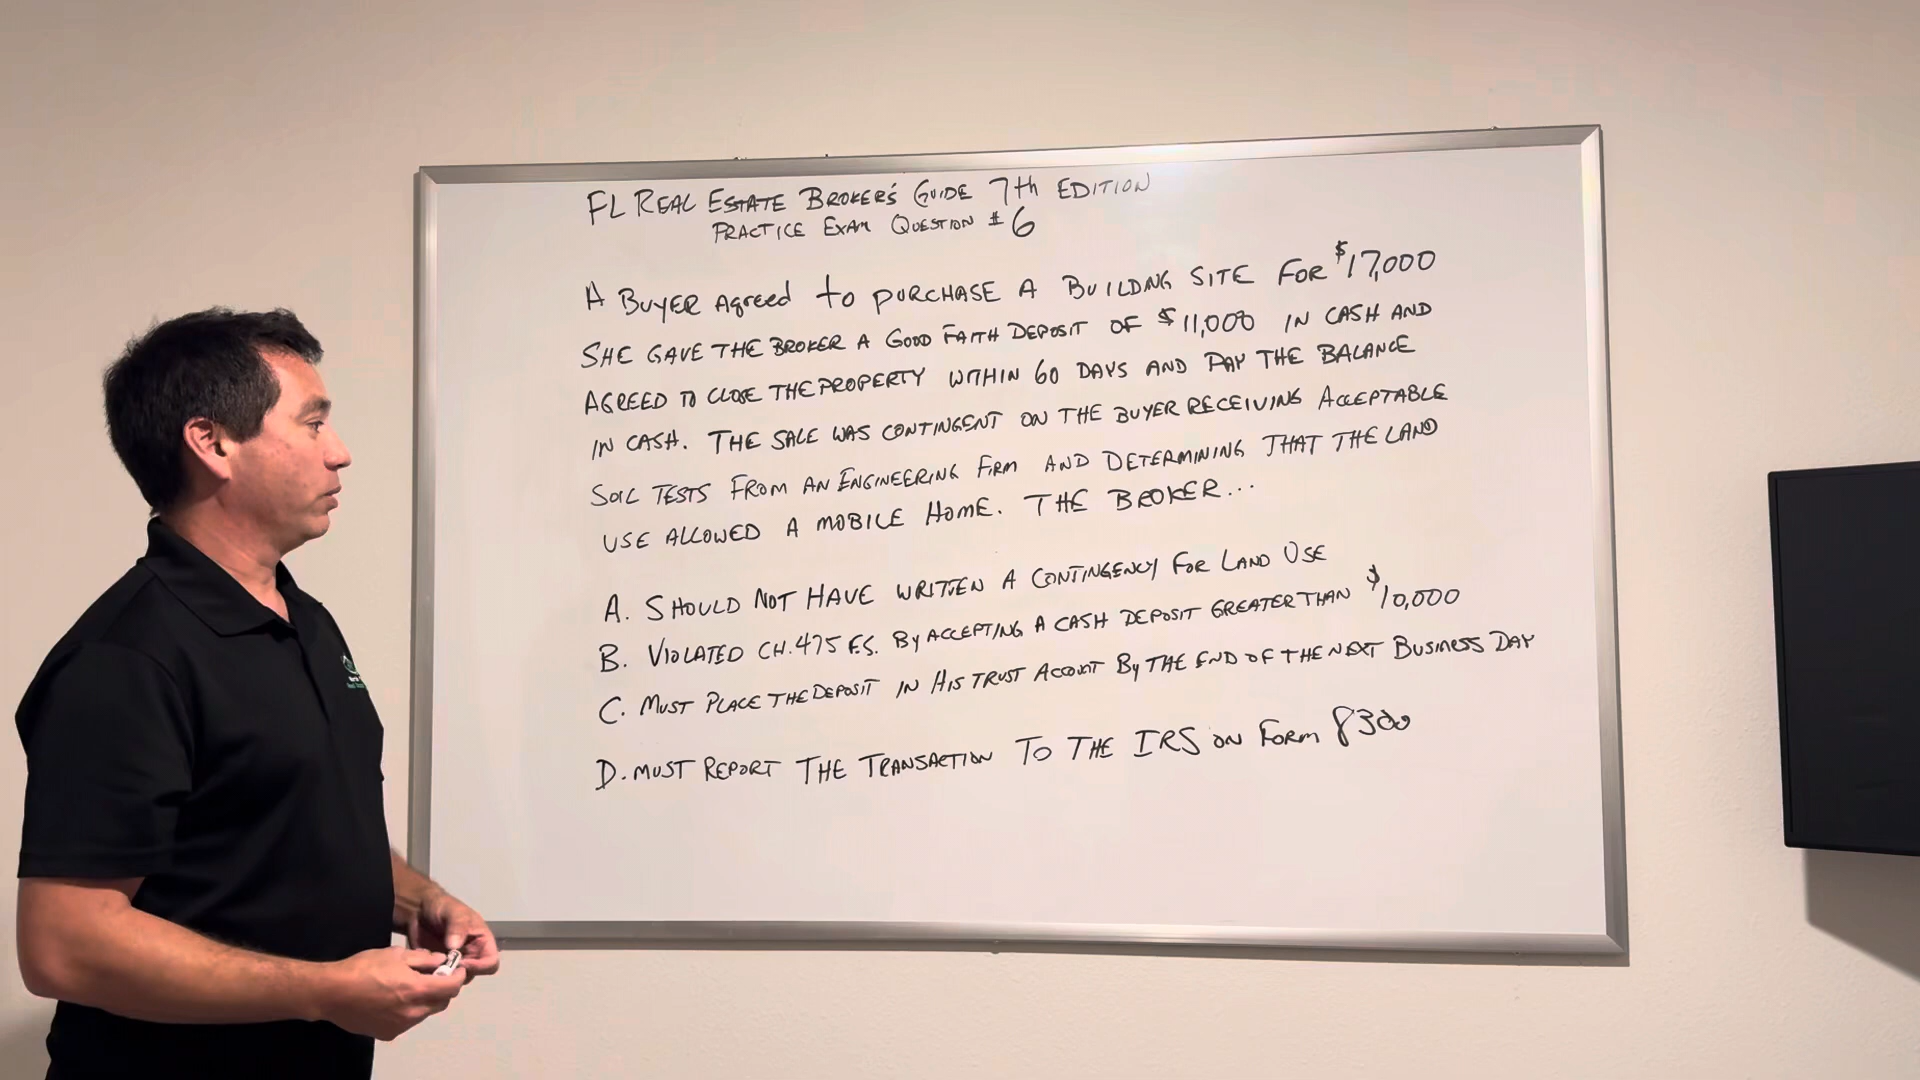 FL REAL ESTATE BROKER'S GUIDE 7th EDITION
PRACTICE EXAM QUESTION #6
A BUYER Agreed to PURCHASE A BUILDING SITE FOR $17,000
SHE GAVE THE BROKER A GOOD FAITH DEPOSIT OF $11,000 IN CASH AND
AGREED TO CLOSE THE PROPERTY WITHIN 60 DAYS AND PAY THE BALANCE
IN CASH. THE SALE WAS CONTINGENT ON THE BUYER RECEIVING ACCEPTABLE
SOIL TESTS FROM AN ENGINEERING FIRM AND DETERMINING THAT THE LAND
USE ALLOWED A MOBILE HOME. THE BROKER...
A. SHOULD NOT HAVE WRITTEN A CONTINGENCY FOR LAND USE
B. VIOLATED CH.475 F.S. By ACCEPTING A CASH DEPOSIT GREATER THAN $10,000
C. MUST PLACE THE DEPOSIT IN HIS TRUST ACCOUNT By THE END OF THE NEXT BUSINESS DAY
D. MUST REPORT THE TRANSACTION TO THE IRS ON FORM 8300